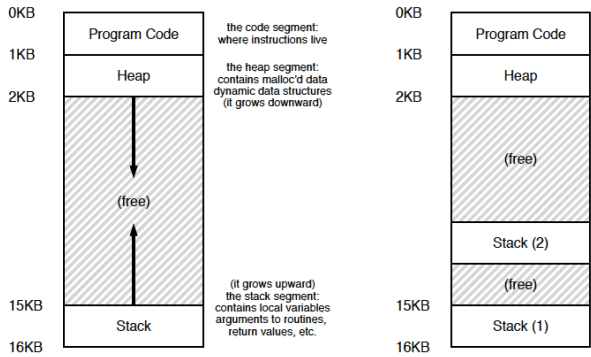 0KB
Program Code
the code segment:
where instructions live
1KB
Heap
the heap segment:
contains malloc'd data
dynamic data structures
(it grows downward)
2KB
(free)
(it grows upward)
the stack segment:
contains local variables
arguments to routines,
return values, etc.
15KB
Stack
16KB
0KB
Program Code
1KB
Heap
2KB
(free)
Stack (2)
(free)
15KB
Stack (1)
16KB